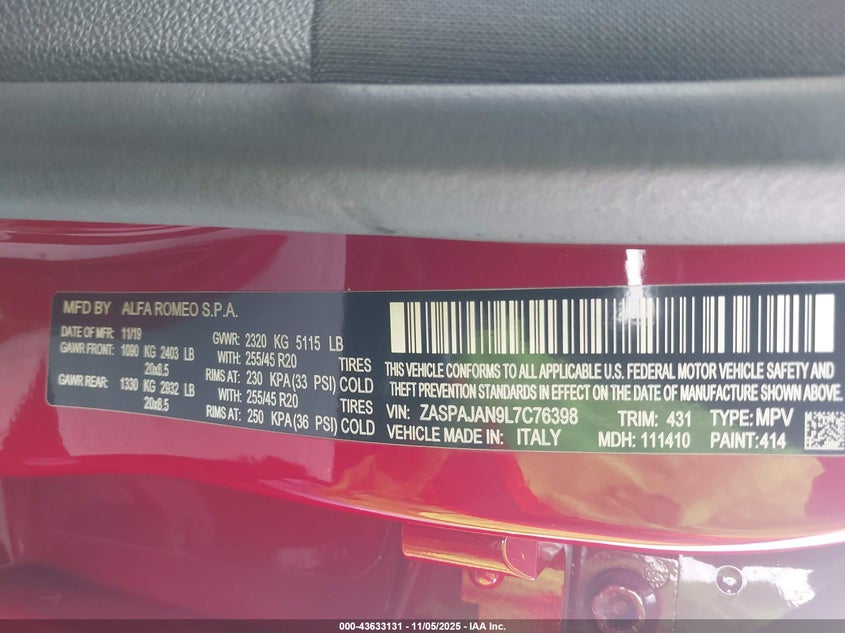 MFD BY ALFA ROMEO S.P.A.
DATE OF MFR: 11/19 GVWR: 2320 KG 5115 LB
GAWR FRONT: 1090 KG 2403 LB WITH: 255/45 R20 TIRES
20x8.5 RIMS AT: 230 KPA (33 PSI) COLD
GAWR REAR: 1330 KG 2932 LB WITH: 255/45 R20 TIRES
20x8.5 RIMS AT: 250 KPA (36 PSI) COLD
THIS VEHICLE CONFORMS TO ALL APPLICABLE U.S. FEDERAL MOTOR VEHICLE SAFETY AND
THEFT PREVENTION STANDARDS IN EFFECT ON THE DATE OF MANUFACTURE SHOWN ABOVE.
VIN: ZASPAJAN9L7C76398 TRIM: 431 TYPE: MPV
VEHICLE MADE IN: ITALY MDH: 111410 PAINT: 414
000-43633131 - 11/05/2025 - IAA Inc.